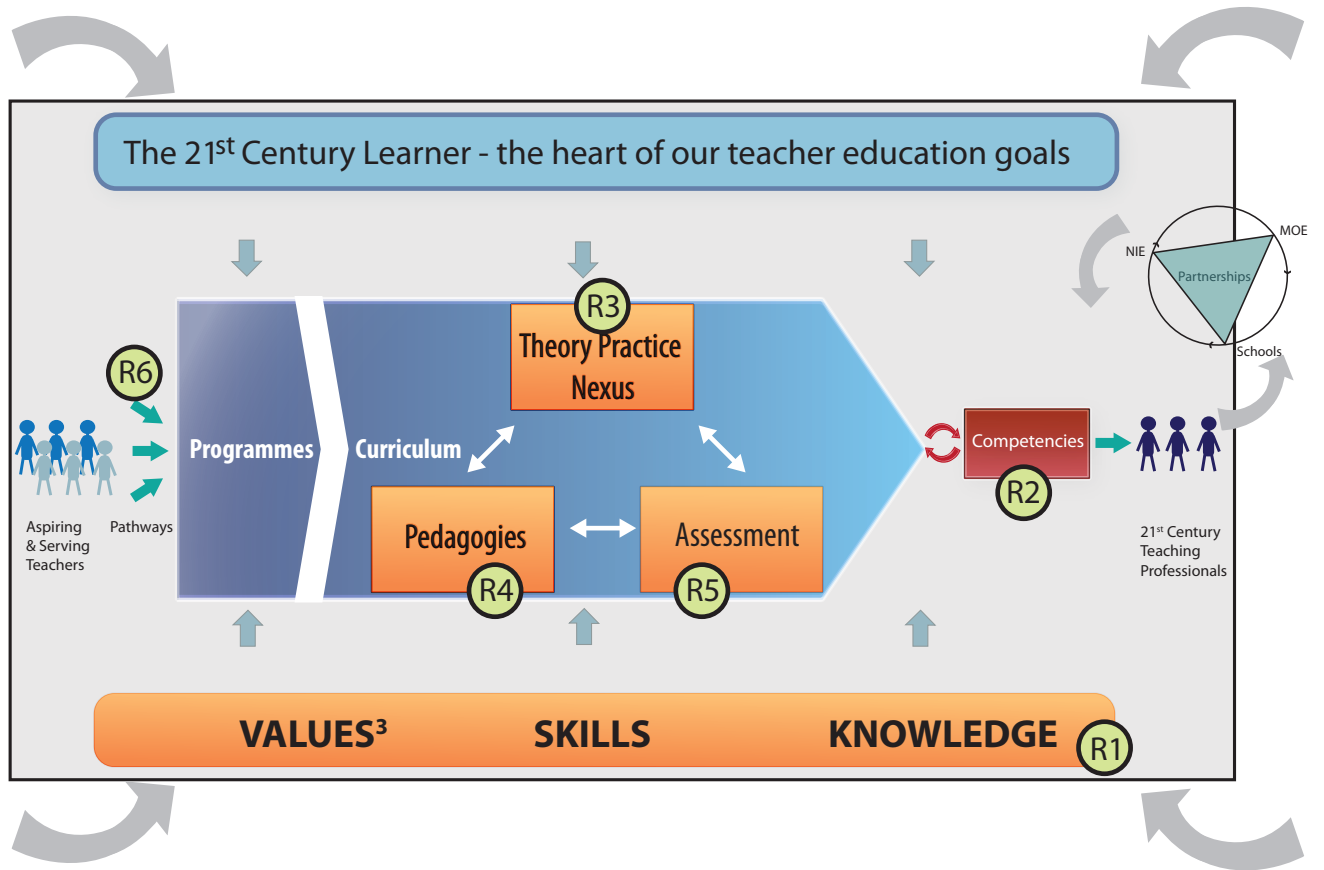 The 21st Century Learner - the heart of our teacher education goals
MOE
NIE
Partnerships
Schools
R3
Theory Practice
Nexus
R6
Programmes
Curriculum
Competencies
R2
Aspiring
& Serving
Teachers
Pathways
Pedagogies
R4
Assessment
R5
21st Century
Teaching
Professionals
VALUES³ SKILLS KNOWLEDGE
R1